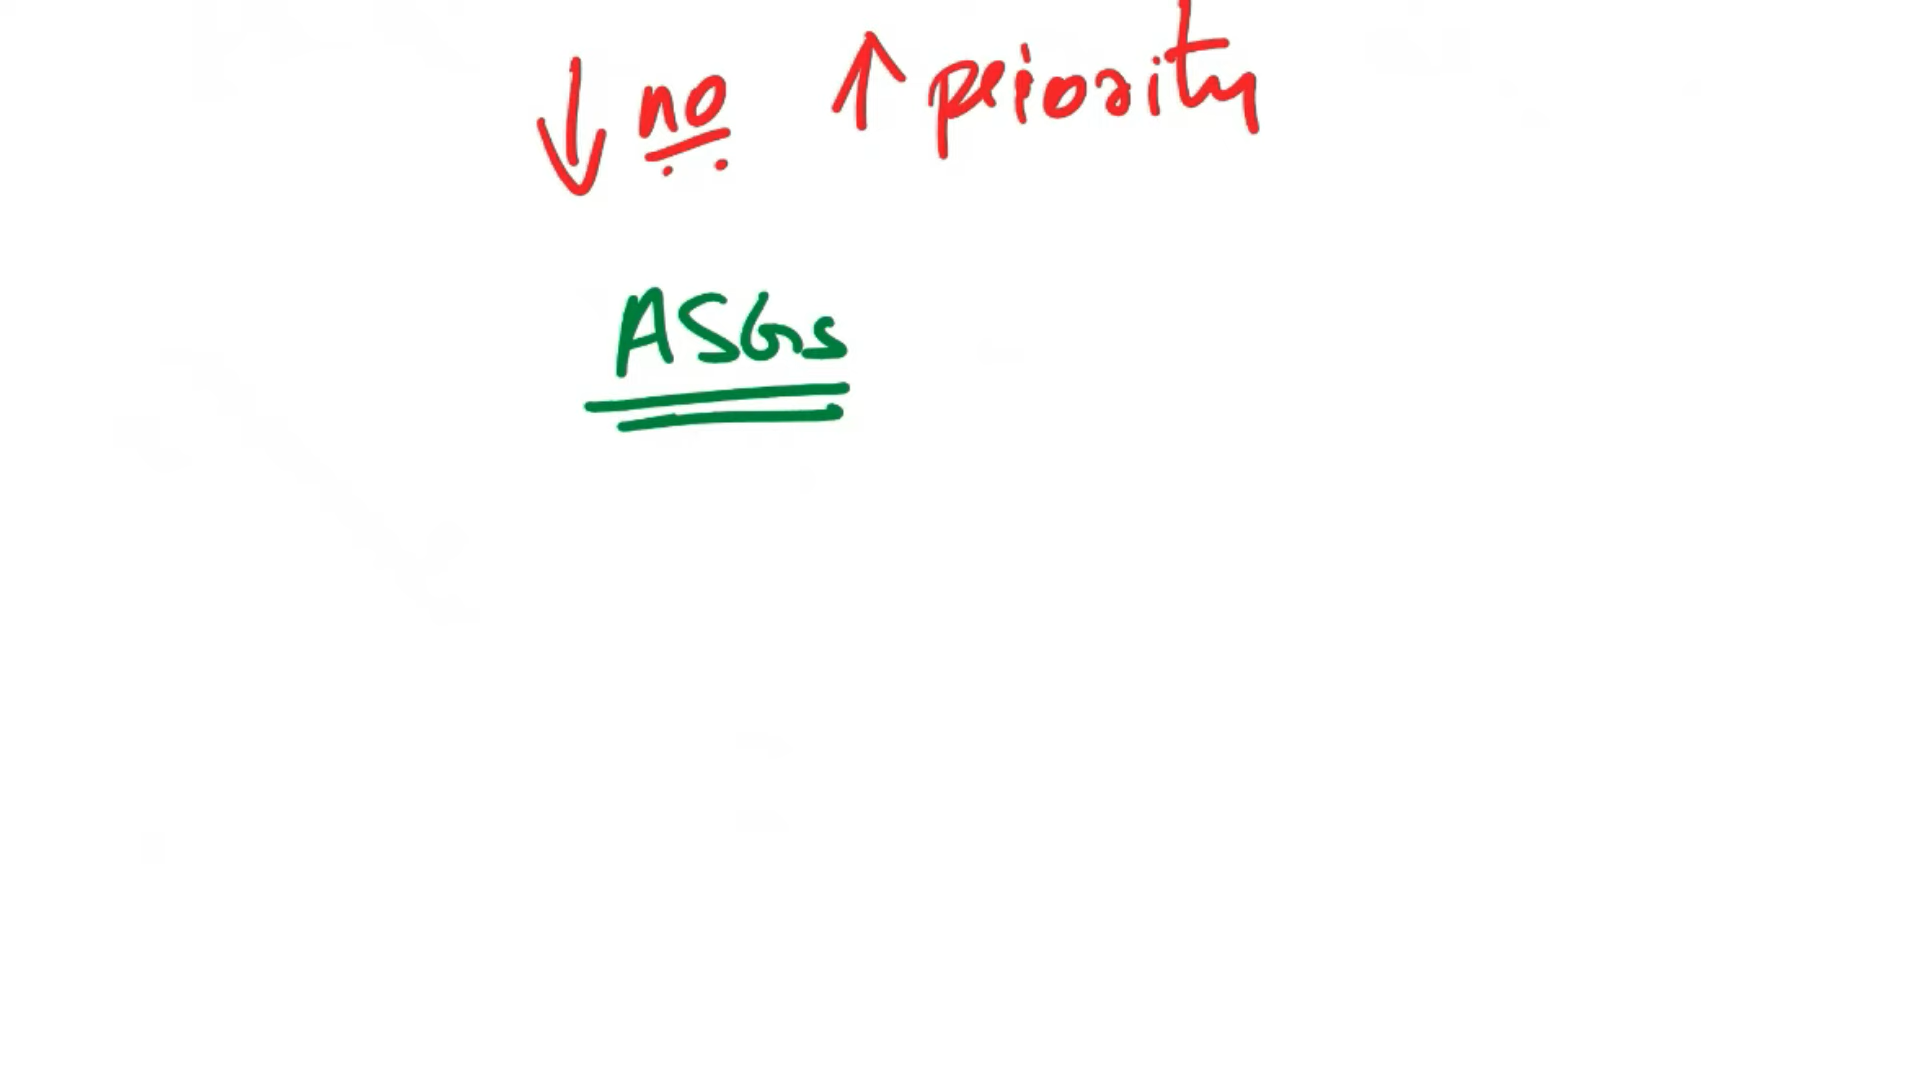 ↓ no ↑ priority
ASGs